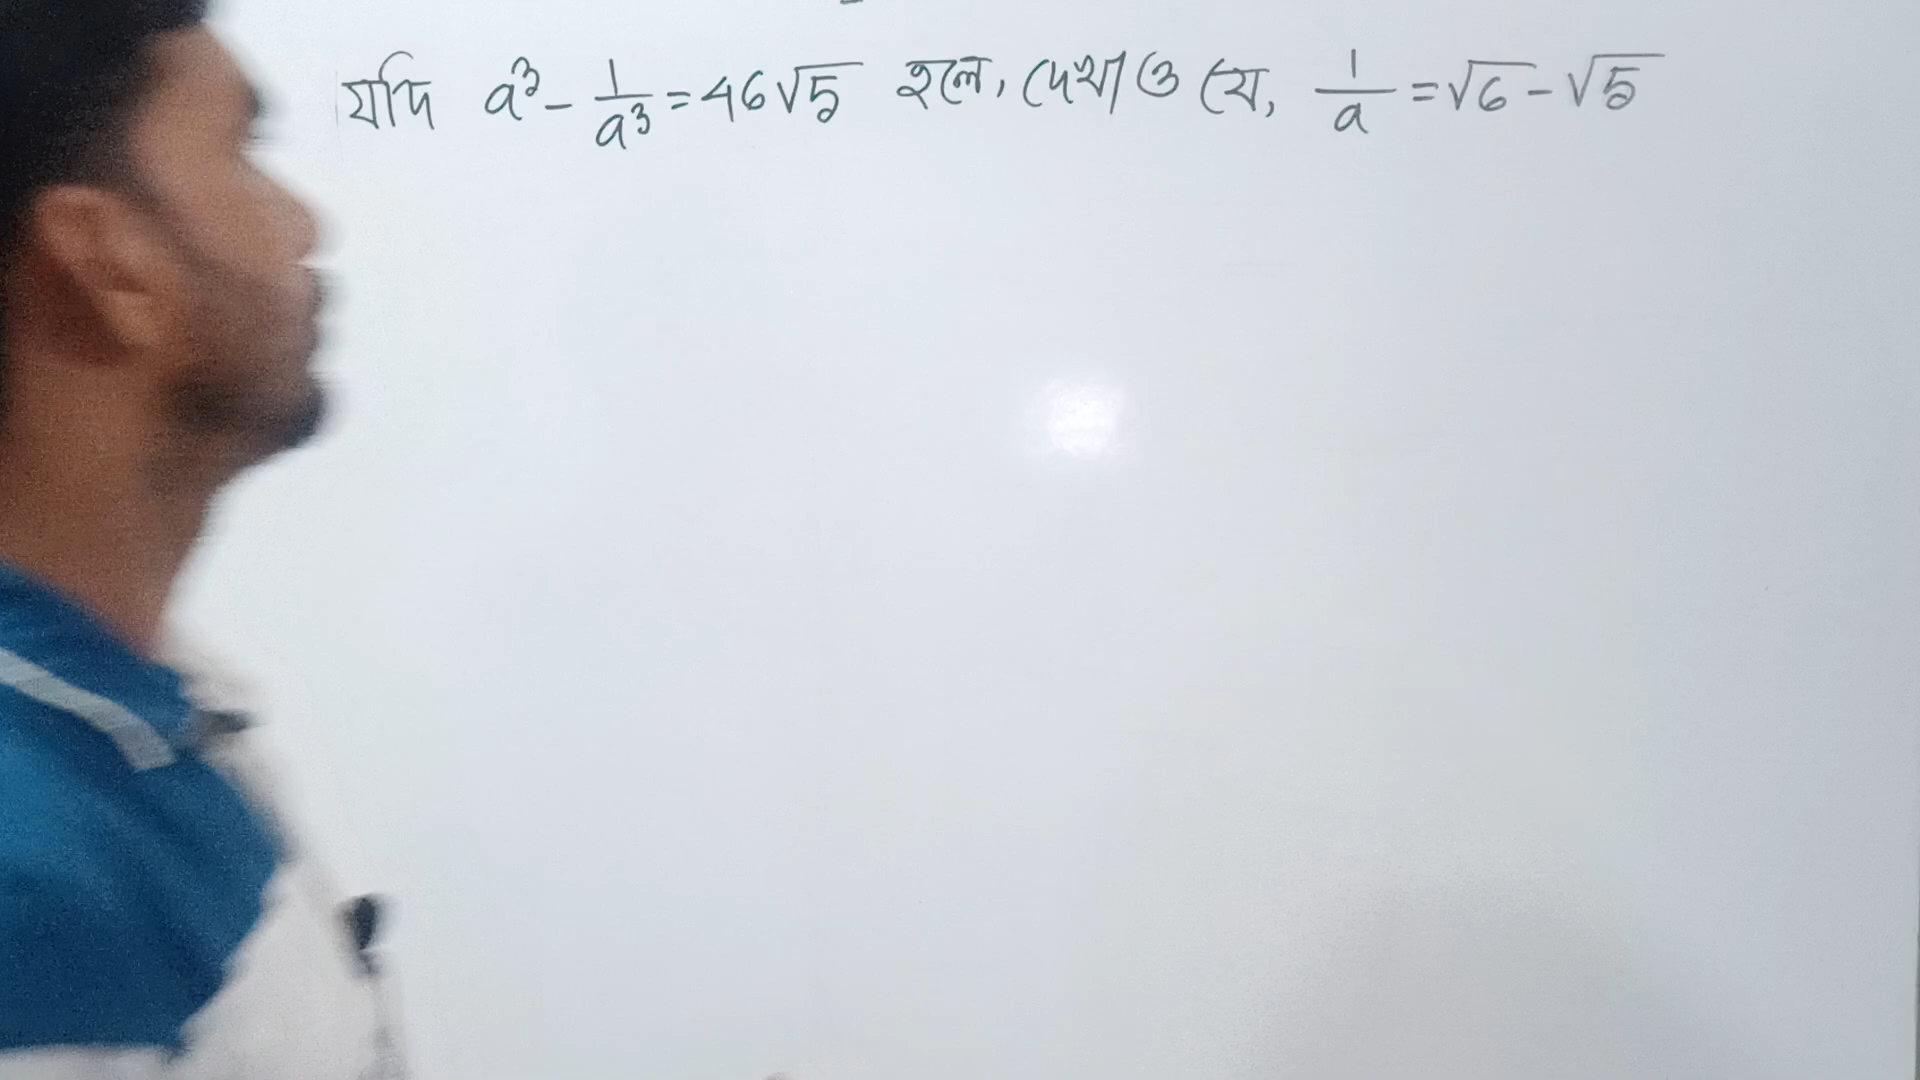 যদি a³ - 1/a³ = 46√5 হলে, দেখাও যে, 1/a = √6 - √5